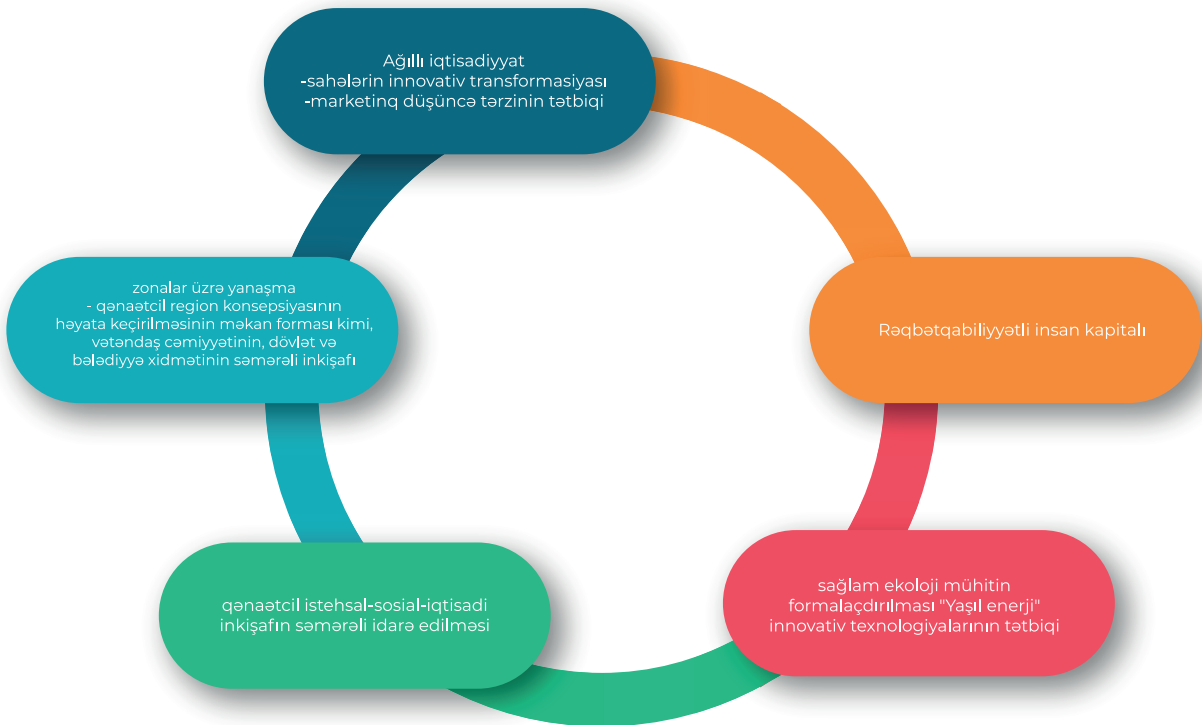 Ağıllı iqtisadiyyat
-sahələrin innovativ transformasiyası
-marketinq düşüncə tərzinin tətbiqi
Rəqbətqabiliyyətli insan kapitalı
sağlam ekoloji mühitin
formalaçdırılması "Yaşıl enerji"
innovativ texnologiyalarının tətbiqi
qənaətcil istehsal-sosial-iqtisadi
inkişafın səmərəli idarə edilməsi
zonalar üzrə yanaşma
- qənaətcil region konsepsiyasının
həyata keçirilməsinin məkan forması kimi,
vətəndaş cəmiyyətinin, dövlət və
bələdiyyə xidmətinin səmərəli inkişafı